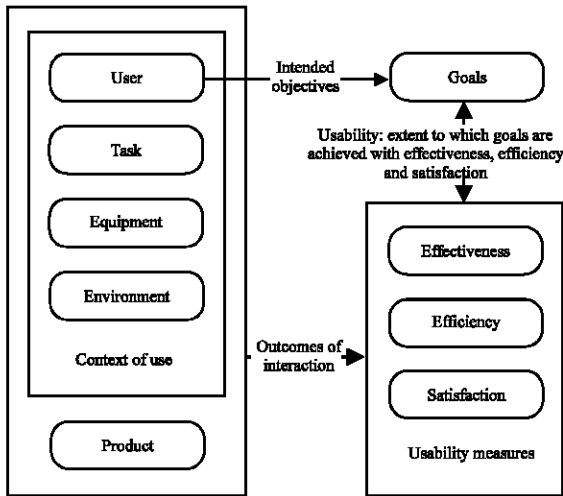 User
Intended
objectives
Goals
Task
Usability: extent to which goals are
achieved with effectiveness, efficiency
and satisfaction
Equipment
Effectiveness
Environment
Efficiency
Context of use
Outcomes of
interaction
Satisfaction
Product
Usability measures